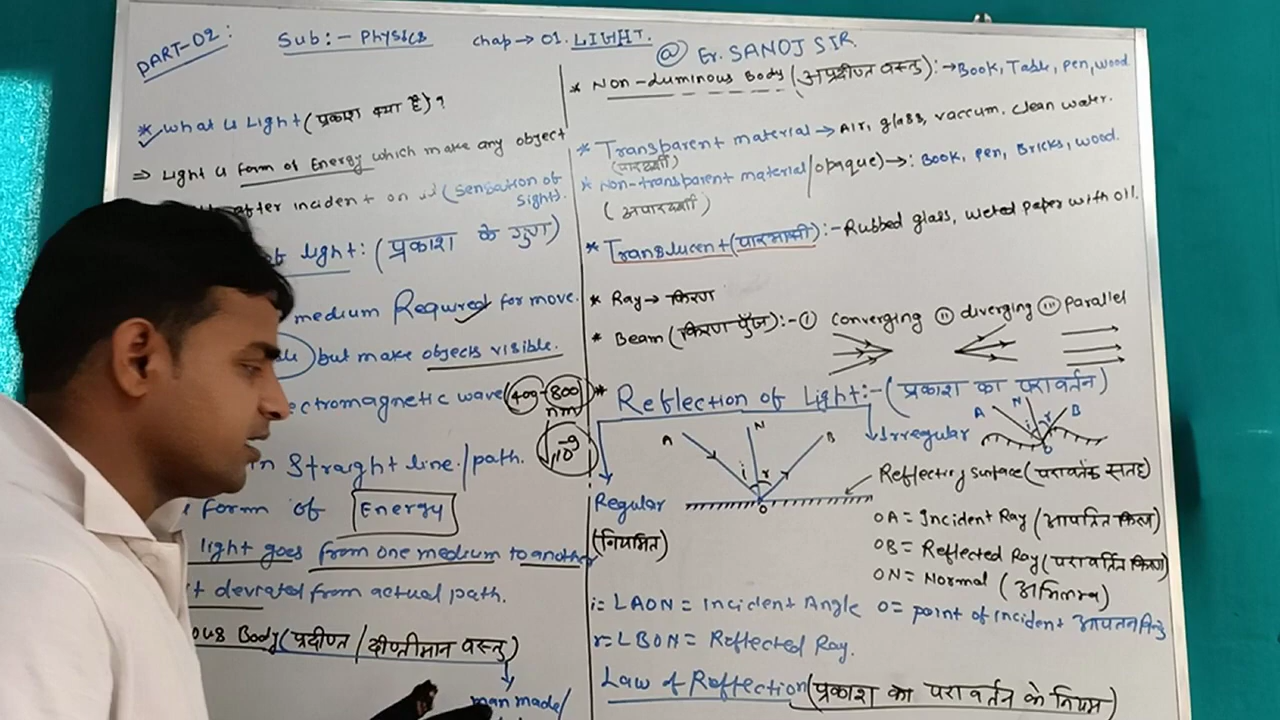 PART-02:
Sub:- Physics
chap→ 01. LIGHT.
@ Er. SANOJ SIR.
* What is Light (प्रकाश क्या है)?
⇒ Light is form of Energy which make any object
after incident on it (Sensation of
Sight).
of light: (प्रकाश के गुण)
medium Required for move.
but make objects visible.
ctromagnetic wave (400-800
nm)
10⁻⁹
in Straight line/path.
form of Energy
light goes from one medium to another
t deviated from actual path.
ous Body (प्रदीप्त/दीप्तीमान वस्तु)
man made/
* Non-Luminous Body (अप्रदीप्त वस्तु):→Book, Table, Pen, wood.
* Transparent material → Air, glass, vaccum, clean water.
(पारदर्शी)
* Non-transparent material/opaque)→: Book, Pen, Bricks, wood.
(अपारदर्शी)
* Translucent (पारभासी):- Rubbed glass, weted paper with oil.
* Ray→ किरण
* Beam (किरण पुँज):- (i) converging (ii) diverging (iii) parallel
* Reflection of Light:- (प्रकाश का परावर्तन)
A N B
i r
O
Irregular
A N B
i r
O
Reflecting surface (परावर्तक सतह)
Regular
(नियमित)
OA = Incident Ray (आपतित किरण)
OB = Reflected Ray (परावर्तित किरण)
ON = Normal (अभिलम्ब)
i = ∠AON = Incident Angle O = point of incident आपतन बिन्दु
r = ∠BON = Reflected Ray.
Law of Reflection (प्रकाश का परावर्तन के नियम)